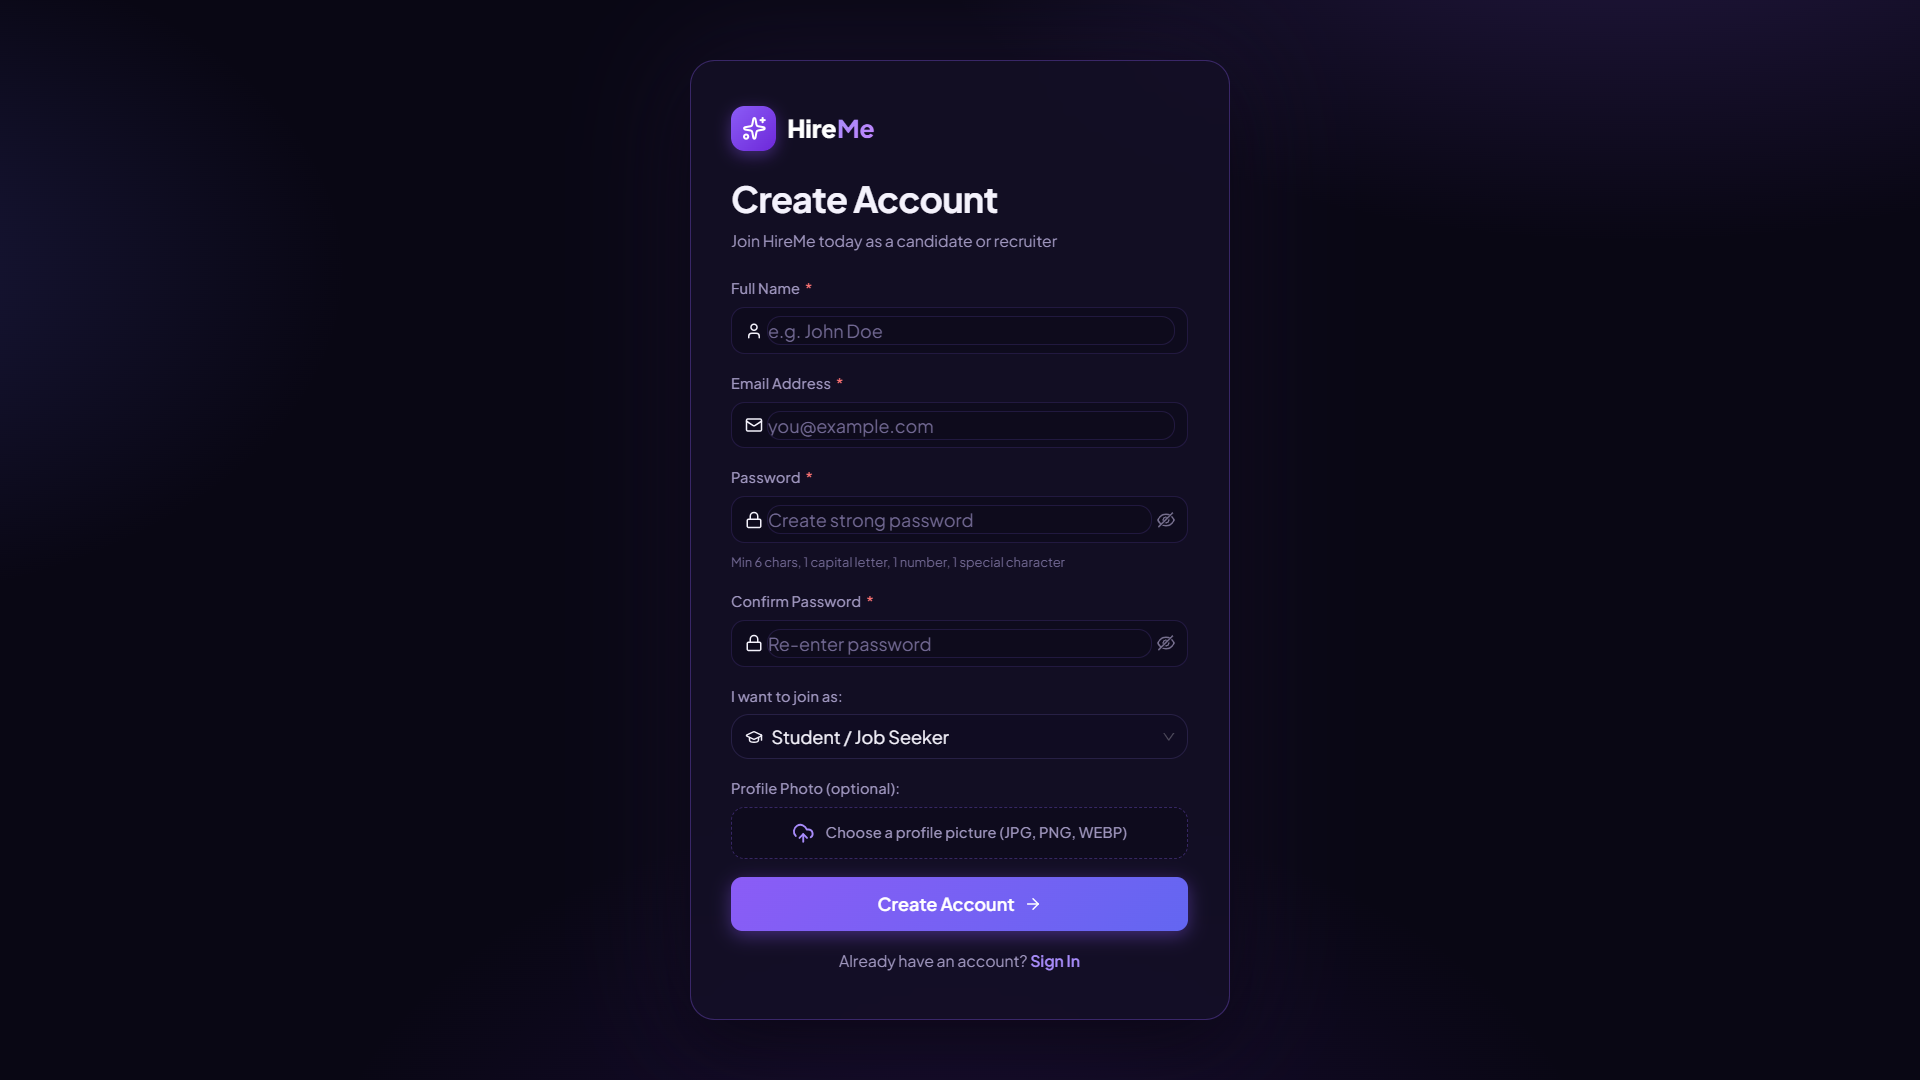 HireMe
Create Account
Join HireMe today as a candidate or recruiter
Full Name *
e.g. John Doe
Email Address *
you@example.com
Password *
Create strong password
Min 6 chars, 1 capital letter, 1 number, 1 special character
Confirm Password *
Re-enter password
I want to join as:
Student / Job Seeker
Profile Photo (optional):
Choose a profile picture (JPG, PNG, WEBP)
Create Account →
Already have an account? Sign In